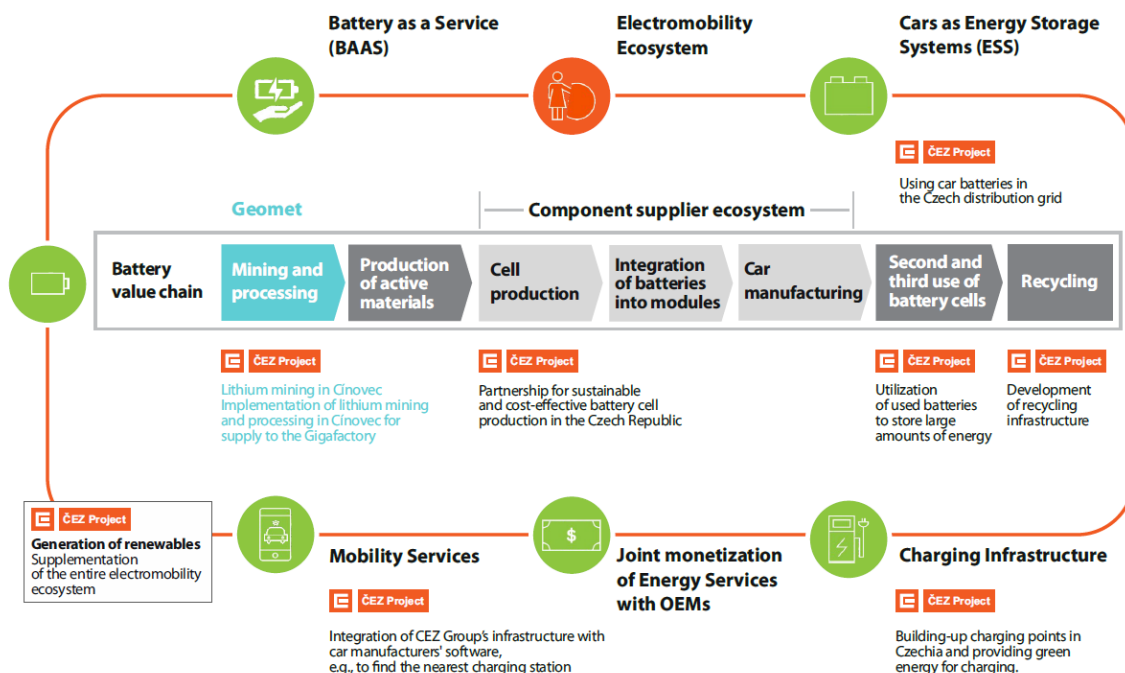 Battery as a Service
(BAAS)
Electromobility
Ecosystem
Cars as Energy Storage
Systems (ESS)
ČEZ Project
Using car batteries in
the Czech distribution grid
Geomet
Component supplier ecosystem
Battery
value chain
Mining and
processing
Production
of active
materials
Cell
production
Integration
of batteries
into modules
Car
manufacturing
Second and
third use of
battery cells
Recycling
ČEZ Project
Lithium mining in Cínovec
Implementation of lithium mining
and processing in Cínovec for
supply to the Gigafactory
ČEZ Project
Partnership for sustainable
and cost-effective battery cell
production in the Czech Republic
ČEZ Project
Utilization
of used batteries
to store large
amounts of energy
ČEZ Project
Development
of recycling
infrastructure
ČEZ Project
Generation of renewables
Supplementation
of the entire electromobility
ecosystem
Mobility Services
ČEZ Project
Integration of CEZ Group's infrastructure with
car manufacturers' software,
e.g., to find the nearest charging station
$
Joint monetization
of Energy Services
with OEMs
Charging Infrastructure
ČEZ Project
Building-up charging points in
Czechia and providing green
energy for charging.